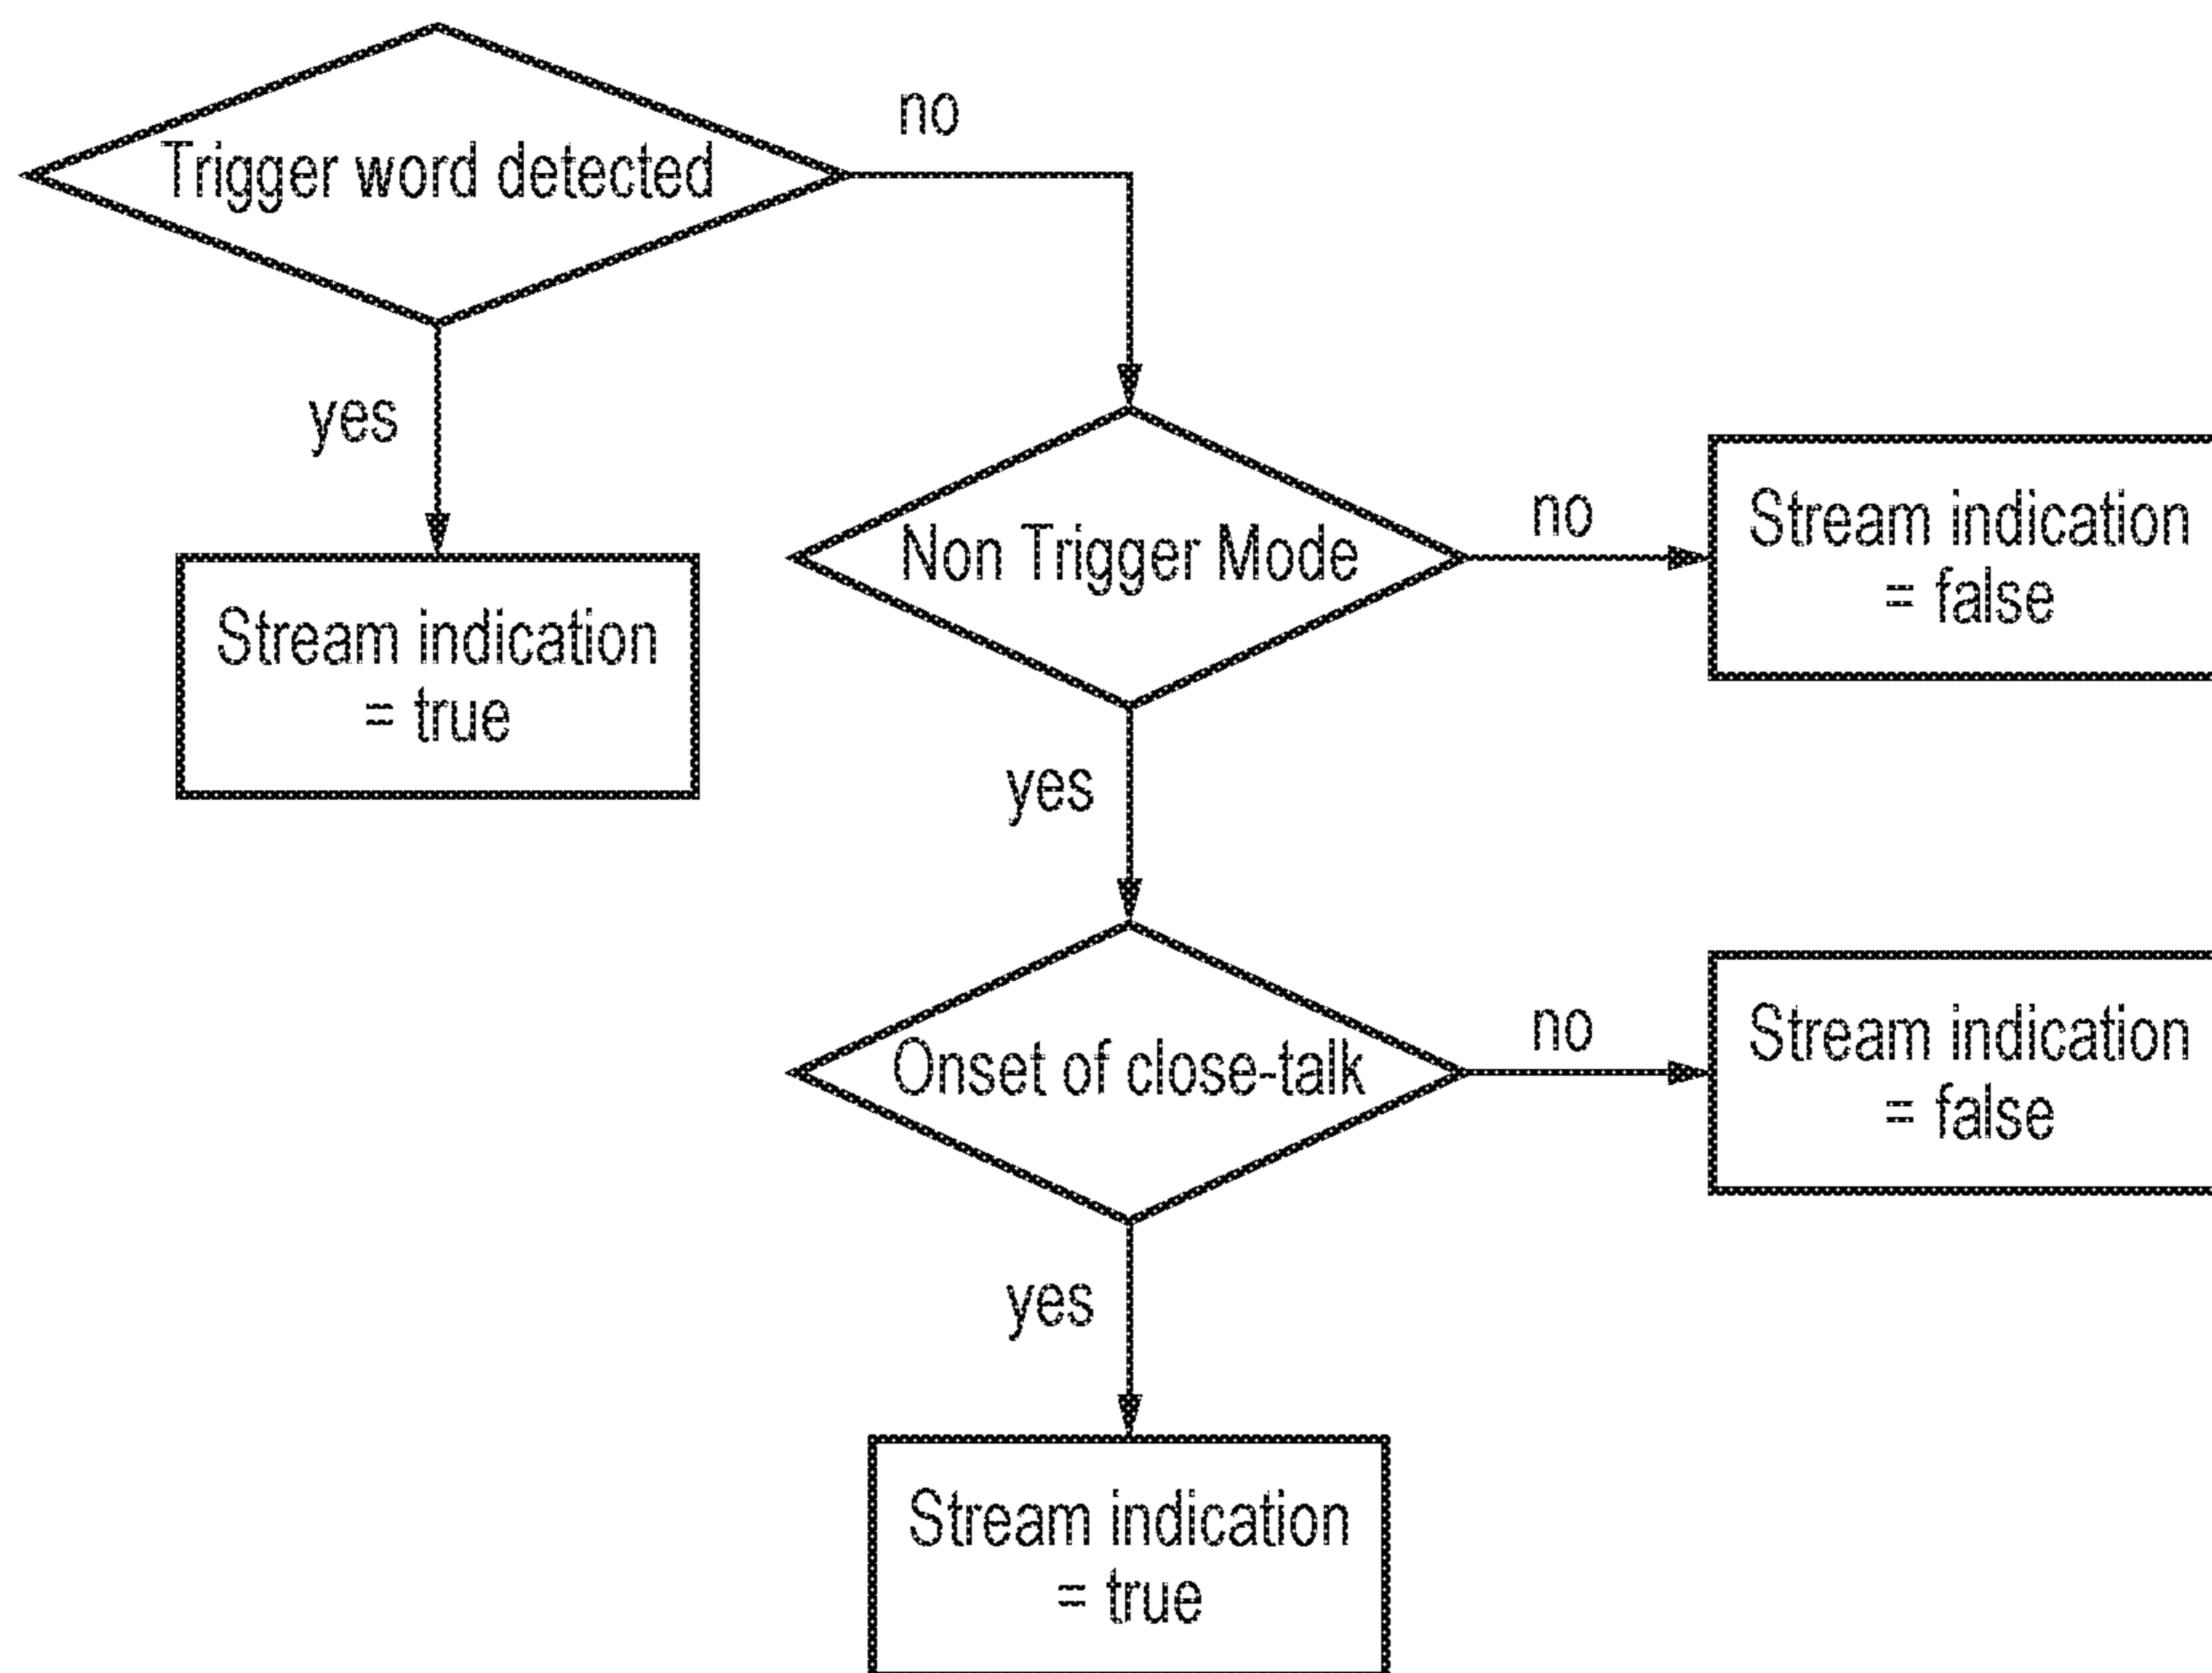 no
Trigger word detected
yes
Non Trigger Mode
no
Stream indication
= false
Stream indication
= true
yes
Onset of close-talk
no
Stream indication
= false
yes
Stream indication
= true